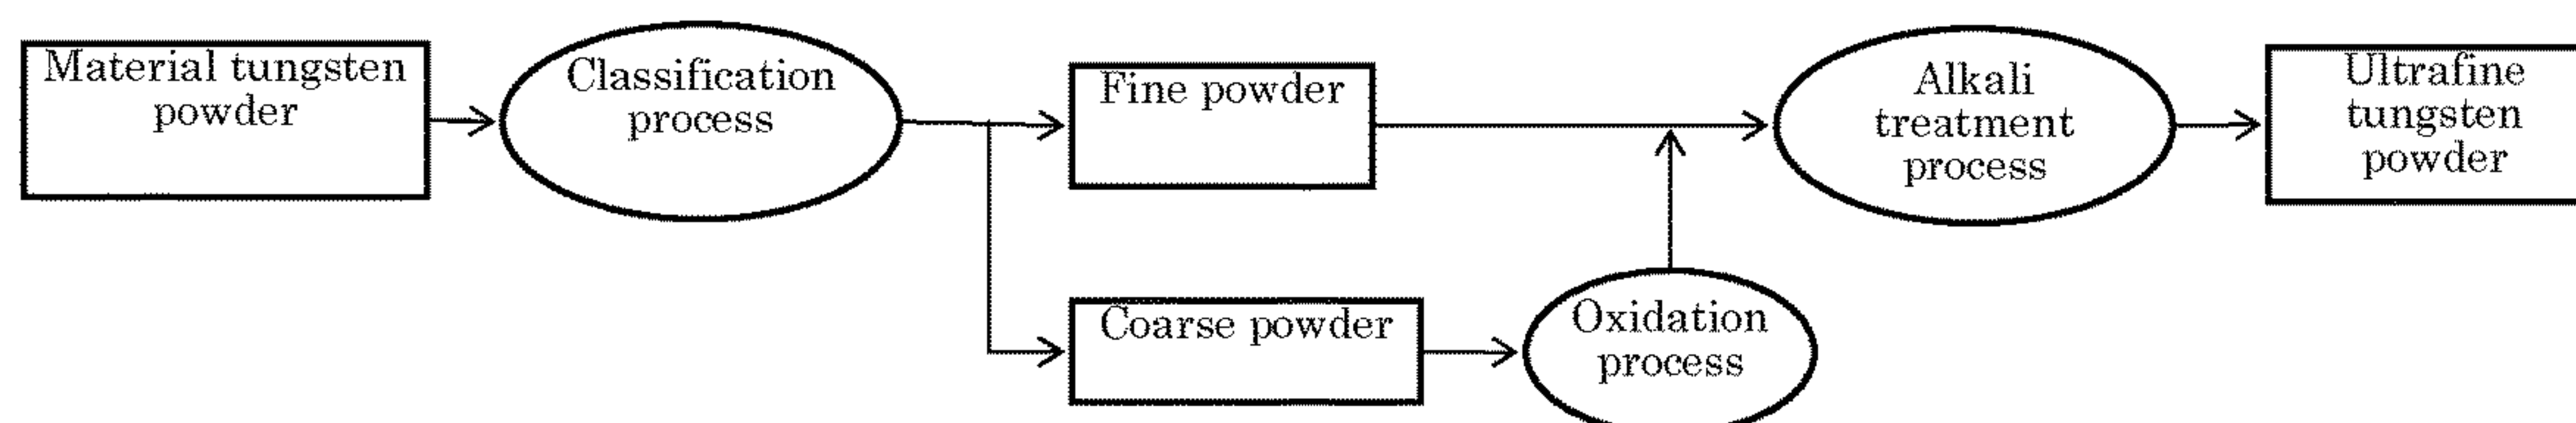 Material tungsten
powder
Classification
process
Fine powder
Alkali
treatment
process
Ultrafine
tungsten
powder
Coarse powder
Oxidation
process